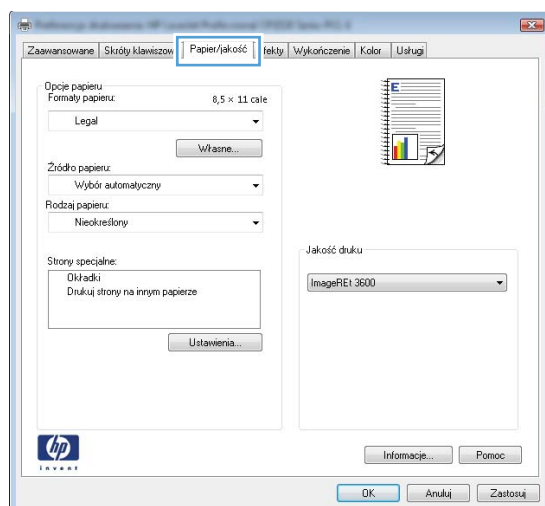 Zaawansowane Skróty klawiszow Papier/jakość fekty Wykończenie Kolor Usługi
Opcje papieru
Formaty papieru: 8,5 × 11 cale
Legal
Własne...
Źródło papieru:
Wybór automatyczny
Rodzaj papieru:
Nieokreślony
Strony specjalne:
Okładki
Drukuj strony na innym papierze
Ustawienia...
E
Jakość druku
ImageREt 3600
hp
invent
Informacje... Pomoc
OK Anuluj Zastosuj